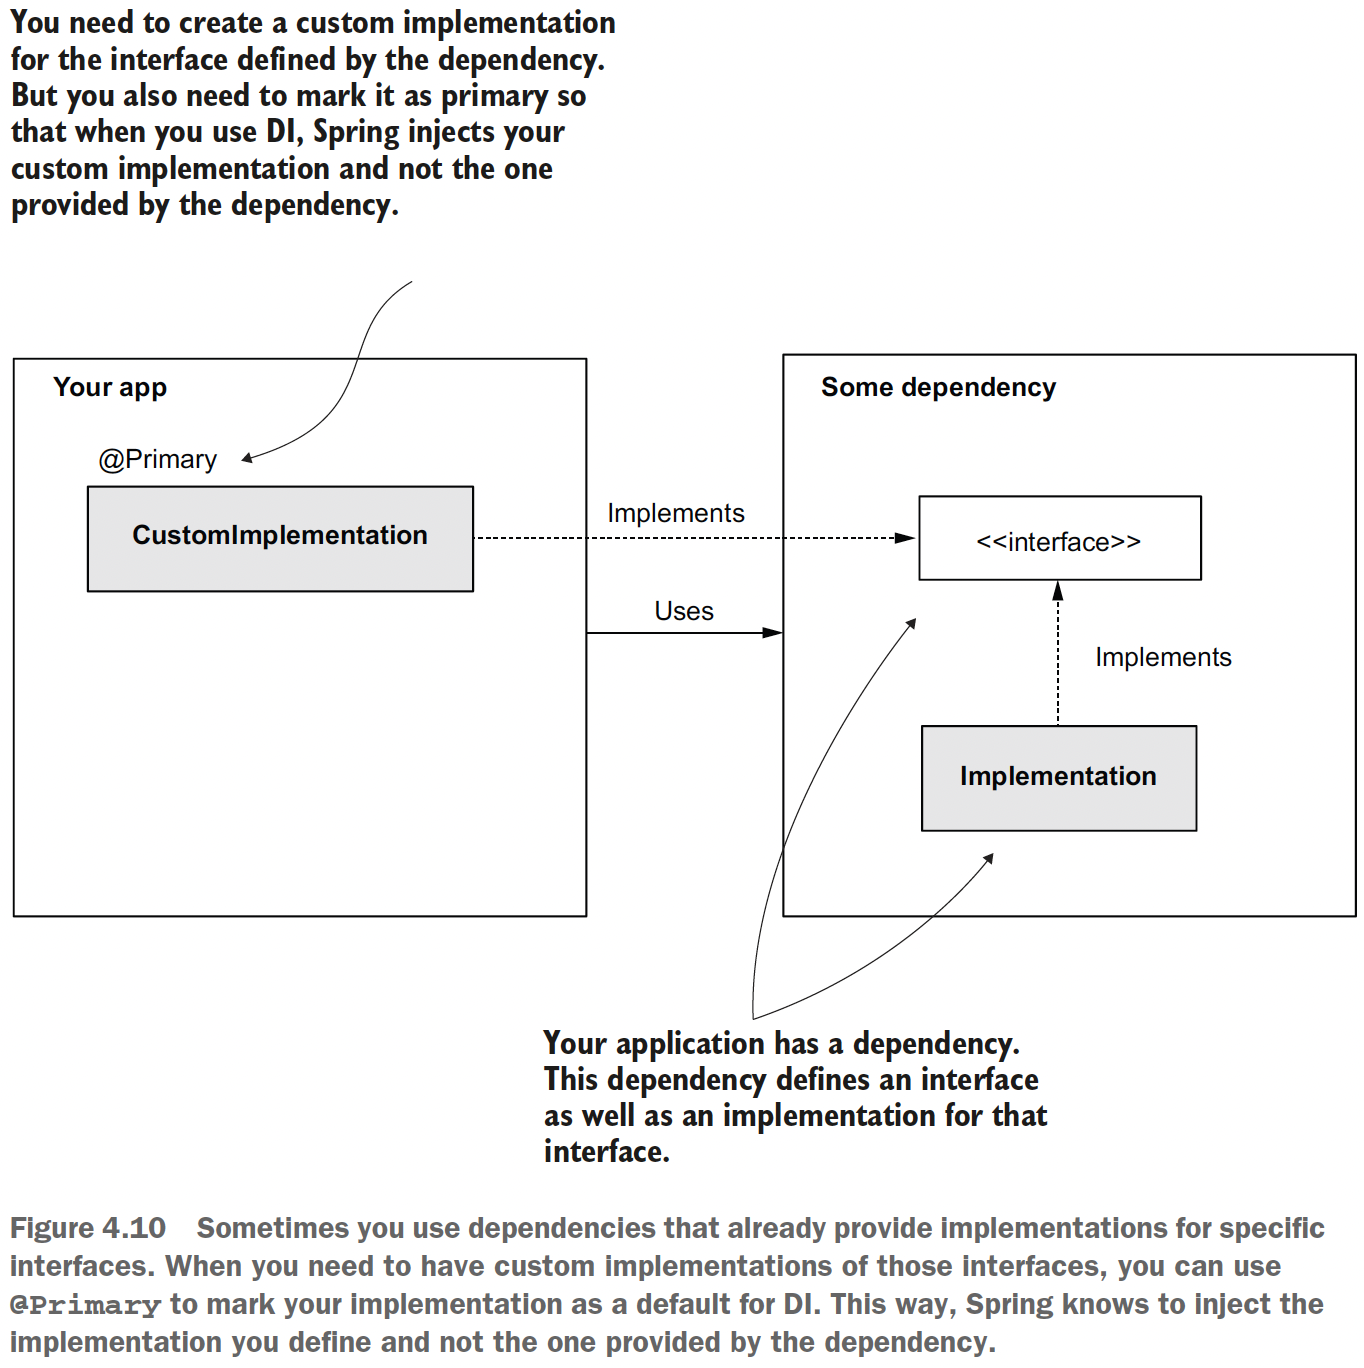 You need to create a custom implementation
for the interface defined by the dependency.
But you also need to mark it as primary so
that when you use DI, Spring injects your
custom implementation and not the one
provided by the dependency.
Your app
Some dependency
@Primary
CustomImplementation
Implements
<<interface>>
Uses
Implements
Implementation
Your application has a dependency.
This dependency defines an interface
as well as an implementation for that
interface.
Figure 4.10 Sometimes you use dependencies that already provide implementations for specific
interfaces. When you need to have custom implementations of those interfaces, you can use
@Primary to mark your implementation as a default for DI. This way, Spring knows to inject the
implementation you define and not the one provided by the dependency.